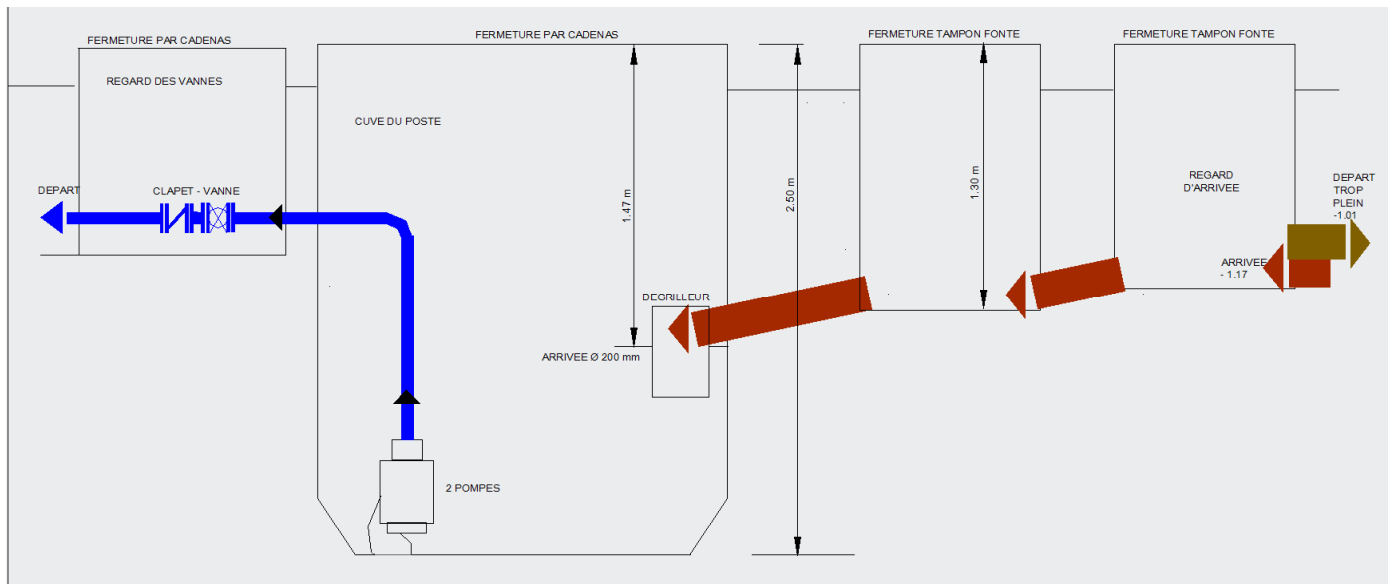 FERMETURE PAR CADENAS
FERMETURE PAR CADENAS
FERMETURE TAMPON FONTE
FERMETURE TAMPON FONTE
REGARD DES VANNES
CUVE DU POSTE
1.47 m
2.50 m
1.30 m
REGARD
D'ARRIVEE
DEPART
TROP
PLEIN
-1.01
DEPART
CLAPET - VANNE
ARRIVEE
- 1.17
DEGRILLEUR
ARRIVEE Ø 200 mm
2 POMPES